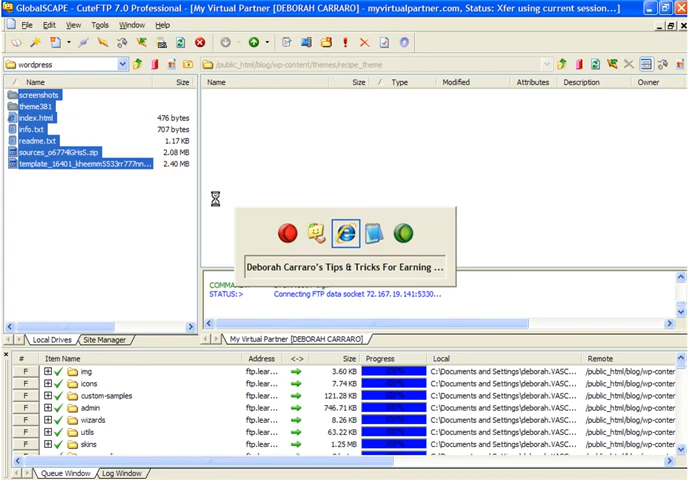 GlobalSCAPE - CuteFTP 7.0 Professional - [My Virtual Partner [DEBORAH CARRARO] - myvirtualpartner.com, Status: Xfer using current session...]
File Edit View Tools Window Help
wordpress
/public_html/blog/wp-content/themes/recipe_theme
Name Size
Name Size Type Modified Attributes Description Owner
screenshots
theme381
index.html 476 bytes
info.txt 707 bytes
readme.txt 1.17 KB
2.08 MB
2.40 MB
Deborah Carraro's Tips & Tricks For Earning ...
STATUS:> Connecting FTP data socket 72.167.19.141:5330...
Local Drives Site Manager
My Virtual Partner [DEBORAH CARRARO]
# Item Name Address <-> Size Progress Local Remote
F img ftp.lear... 3.60 KB 100% C:\Documents and Settings\deborah.VASC... /public_html/blog/wp-conter
F icons ftp.lear... 7.74 KB 100% C:\Documents and Settings\deborah.VASC... /public_html/blog/wp-conter
F custom-samples ftp.lear... 121.28 KB 100% C:\Documents and Settings\deborah.VASC... /public_html/blog/wp-conter
F admin ftp.lear... 746.71 KB 100% C:\Documents and Settings\deborah.VASC... /public_html/blog/wp-conter
F wizards ftp.lear... 8.26 KB 100% C:\Documents and Settings\deborah.VASC... /public_html/blog/wp-conter
F utils ftp.lear... 63.22 KB 100% C:\Documents and Settings\deborah.VASC... /public_html/blog/wp-conter
F skins ftp.lear... 1.25 MB 100% C:\Documents and Settings\deborah.VASC... /public_html/blog/wp-conter
Queue Window Log Window